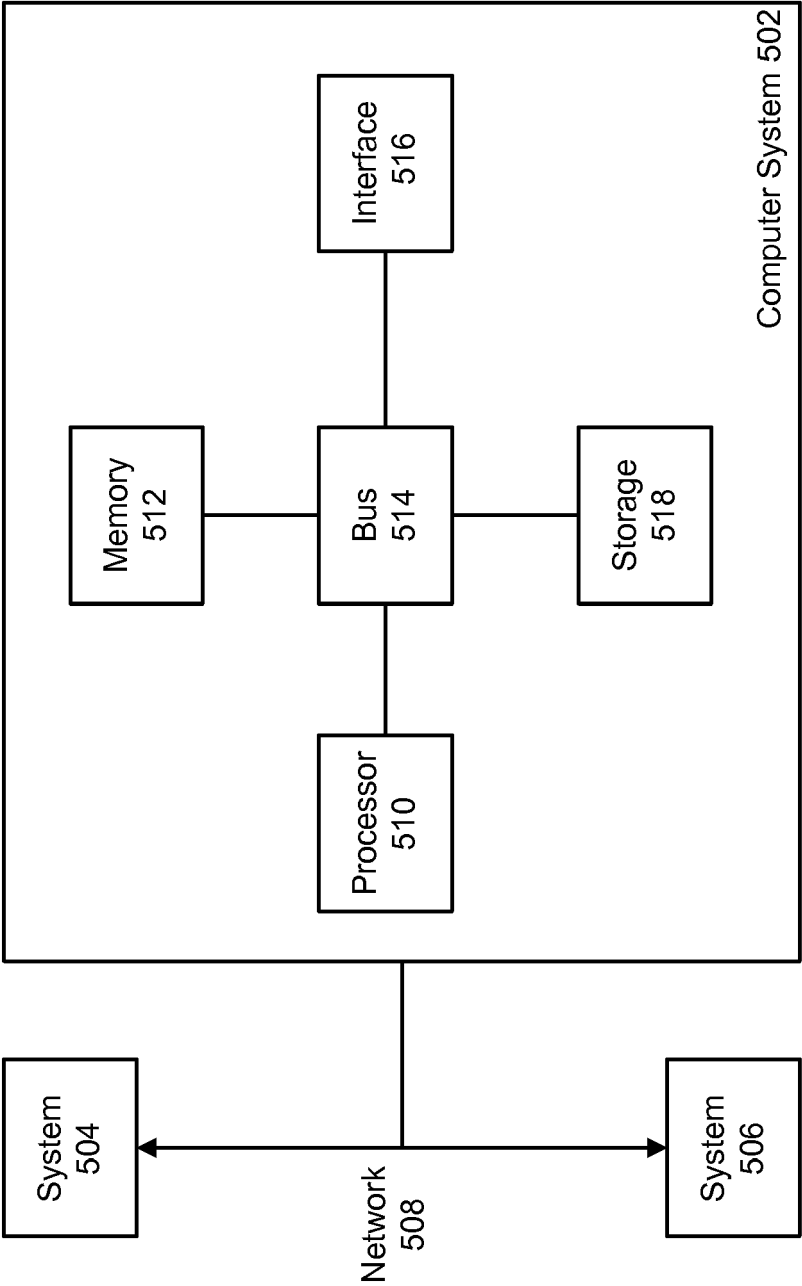 System
504
Network
508
System
506
Memory
512
Processor
510
Bus
514
Interface
516
Storage
518
Computer System 502